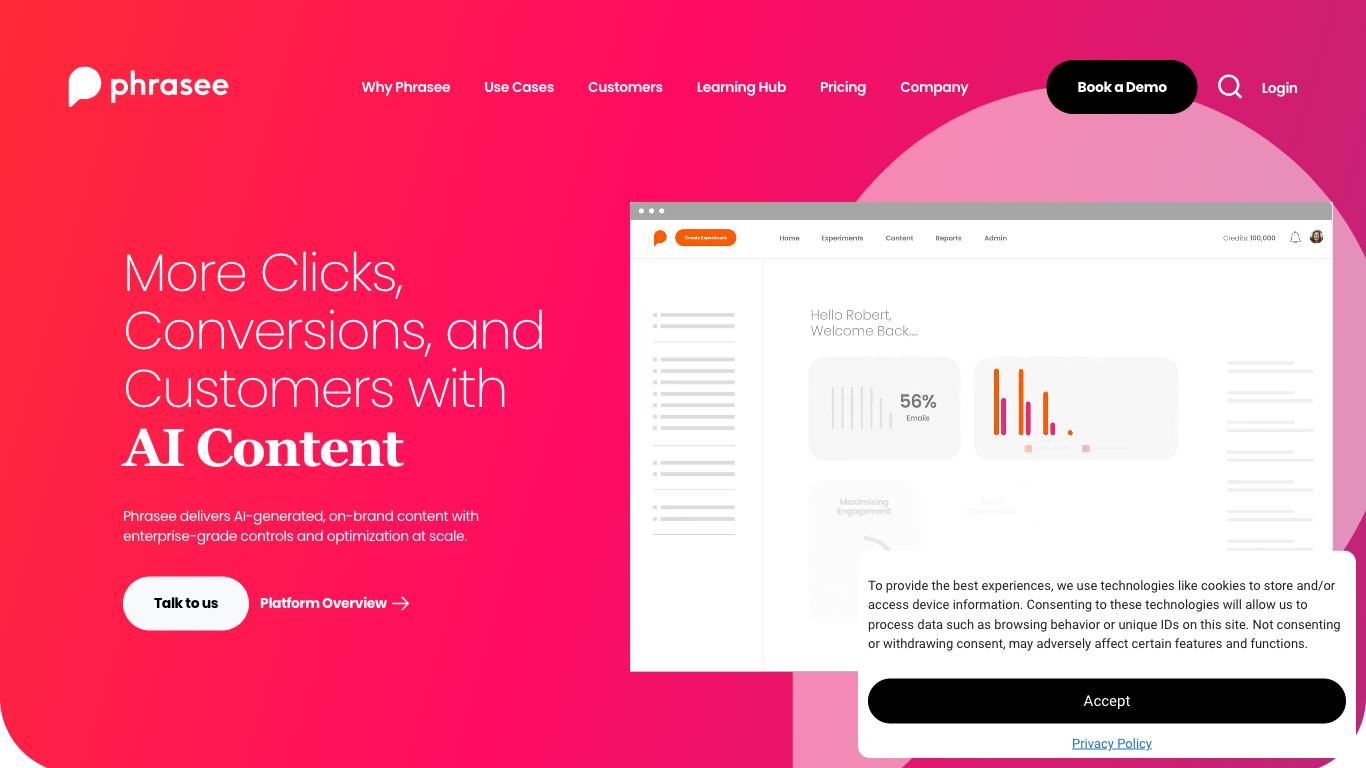 phrasee
Why Phrasee
Use Cases
Customers
Learning Hub
Pricing
Company
Book a Demo
Login
More Clicks,
Conversions, and
Customers with
AI Content
Phrasee delivers AI-generated, on-brand content with
enterprise-grade controls and optimization at scale.
Talk to us
Platform Overview
Create Experiment
Home
Experiments
Content
Reports
Admin
Credits: 100,000
Hello Robert,
Welcome Back....
56%
Emails
Maximising
Engagement
To provide the best experiences, we use technologies like cookies to store and/or
access device information. Consenting to these technologies will allow us to
process data such as browsing behavior or unique IDs on this site. Not consenting
or withdrawing consent, may adversely affect certain features and functions.
Accept
Privacy Policy